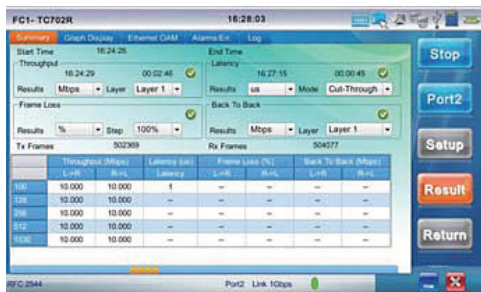 FC1- TC702R 16:28:03
Summary Graph Display Ethernet OAM Alarms/Err. Log
Start Time 16:24:26 End Time
Throughput Latency
16:24:29 00:02:46 16:27:15 00:00:45
Results Mbps Layer Layer 1 Results us Mode Cut-Through
Frame Loss Back To Back
Results % Step 100% Results Mbps Layer Layer 1
Tx Frames 502369 Rx Frames 504077
Throughput (Mbps) Latency (us) Frame Loss (%) Back To Back (Mbps)
L->R R->L Latency L->R R->L L->R R->L
100 10.000 10.000 1 -- -- -- --
128 10.000 10.000 -- -- -- -- --
256 10.000 10.000 -- -- -- -- --
512 10.000 10.000 -- -- -- -- --
10.000 10.000 -- -- -- -- --
RFC 2544 Port2 Link 1Gbps
Stop
Port2
Setup
Result
Return